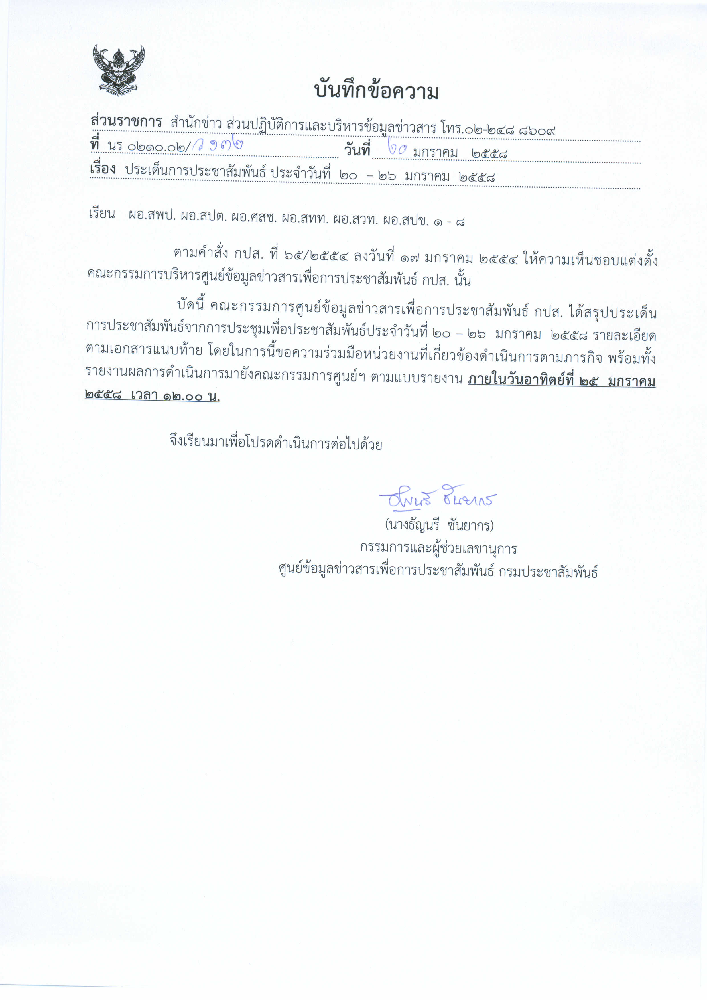 บันทึกข้อความ
ส่วนราชการ สำนักข่าว ส่วนปฏิบัติการและบริหารข้อมูลข่าวสาร โทร.๐๒-๒๔๘ ๘๖๐๙
ที่ นร ๐๒๑๐.๐๒/ว ๑๓๒ วันที่ ๒๐ มกราคม ๒๕๕๘
เรื่อง ประเด็นการประชาสัมพันธ์ ประจำวันที่ ๒๐ – ๒๖ มกราคม ๒๕๕๘
เรียน ผอ.สพป. ผอ.สปต. ผอ.ศสช. ผอ.สทท. ผอ.สวท. ผอ.สปข. ๑ - ๘
ตามคำสั่ง กปส. ที่ ๖๕/๒๕๕๔ ลงวันที่ ๑๗ มกราคม ๒๕๕๔ ให้ความเห็นชอบแต่งตั้ง
คณะกรรมการบริหารศูนย์ข้อมูลข่าวสารเพื่อการประชาสัมพันธ์ กปส. นั้น
บัดนี้ คณะกรรมการศูนย์ข้อมูลข่าวสารเพื่อการประชาสัมพันธ์ กปส. ได้สรุปประเด็น
การประชาสัมพันธ์จากการประชุมเพื่อประชาสัมพันธ์ประจำวันที่ ๒๐ – ๒๖ มกราคม ๒๕๕๘ รายละเอียด
ตามเอกสารแนบท้าย โดยในการนี้ขอความร่วมมือหน่วยงานที่เกี่ยวข้องดำเนินการตามภารกิจ พร้อมทั้ง
รายงานผลการดำเนินการมายังคณะกรรมการศูนย์ฯ ตามแบบรายงาน ภายในวันอาทิตย์ที่ ๒๕ มกราคม
๒๕๕๘ เวลา ๑๒.๐๐ น.
จึงเรียนมาเพื่อโปรดดำเนินการต่อไปด้วย
ธัญนรี ชันยากร
(นางธัญนรี ชันยากร)
กรรมการและผู้ช่วยเลขานุการ
ศูนย์ข้อมูลข่าวสารเพื่อการประชาสัมพันธ์ กรมประชาสัมพันธ์